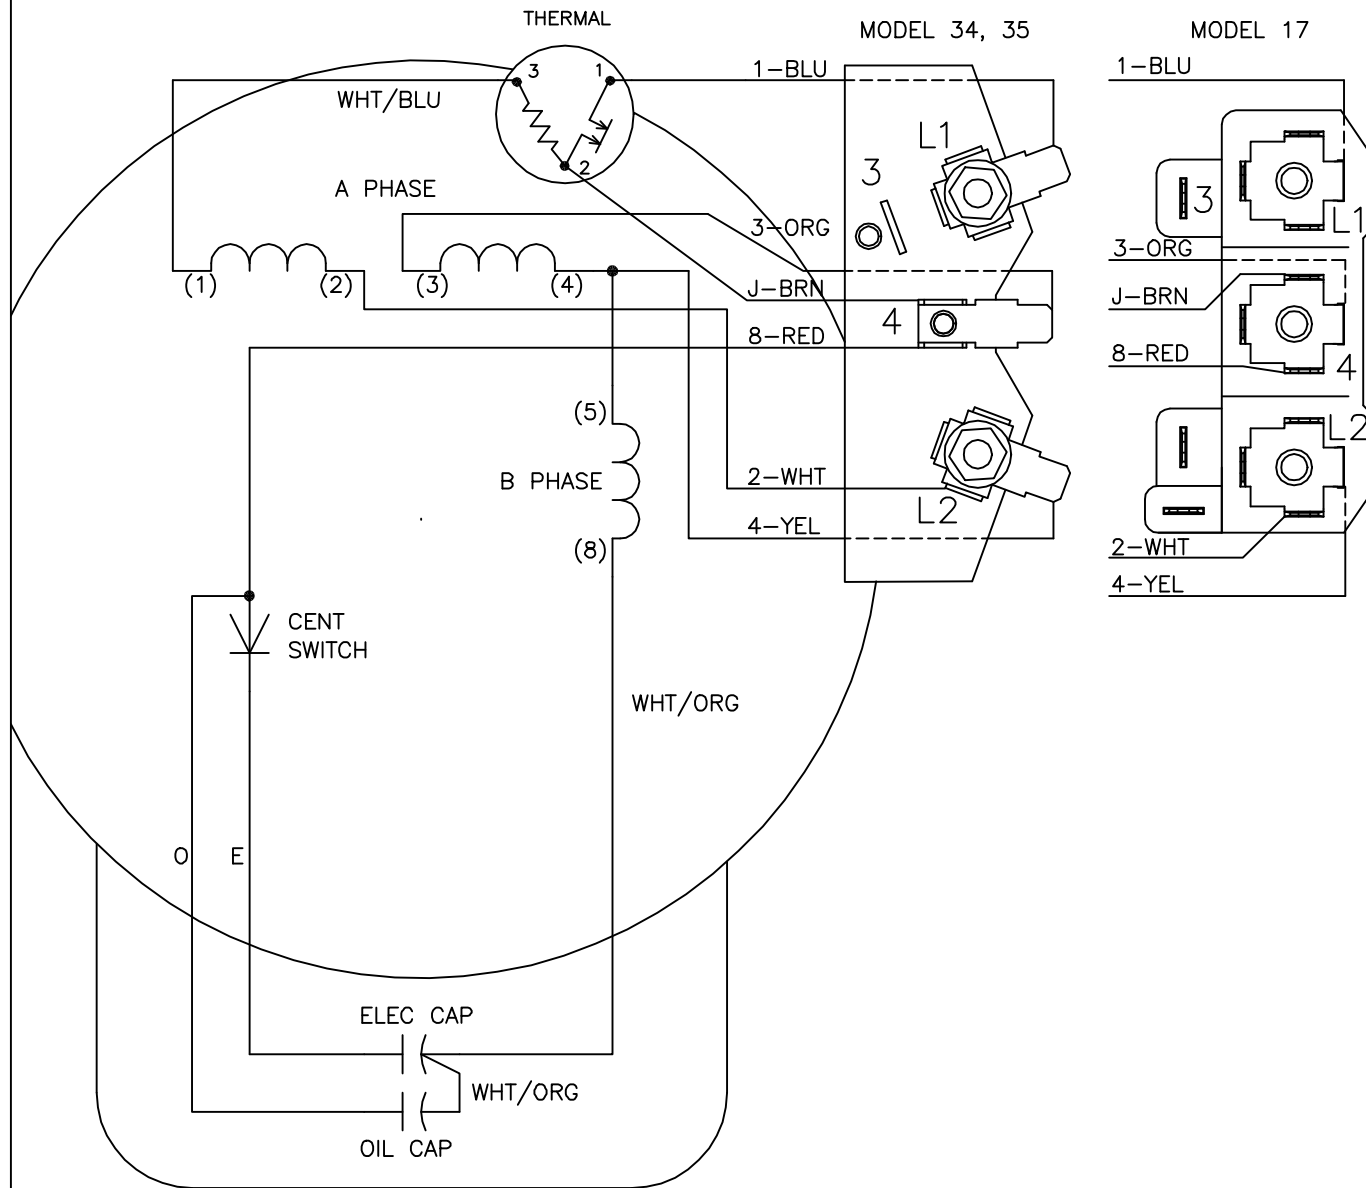 THERMAL
MODEL 34, 35
MODEL 17
3
1
1-BLU
1-BLU
WHT/BLU
L1
2
3
A PHASE
3
L1
3-ORG
3-ORG
(1)
(2)
(3)
(4)
J-BRN
J-BRN
4
8-RED
8-RED
4
(5)
L2
B PHASE
2-WHT
L2
4-YEL
(8)
2-WHT
4-YEL
CENT
SWITCH
WHT/ORG
O
E
ELEC CAP
WHT/ORG
OIL CAP